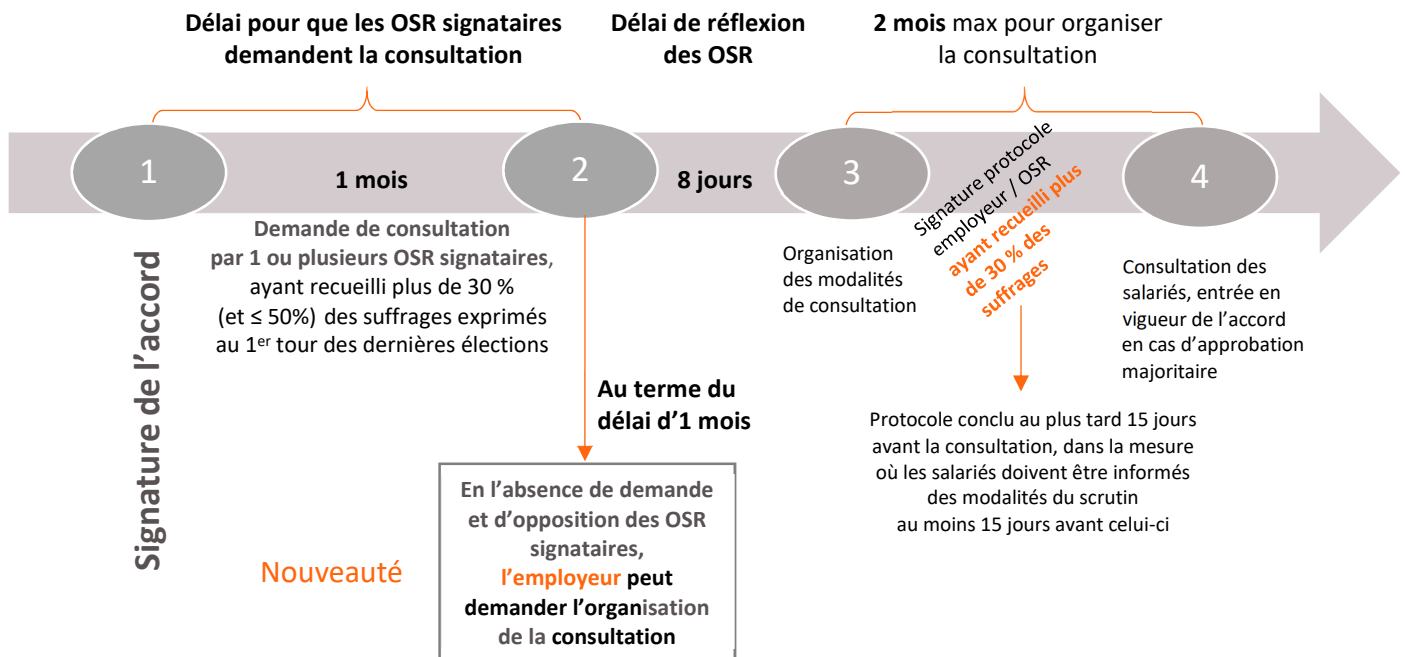 Délai pour que les OSR signataires
demandent la consultation
Délai de réflexion
des OSR
2 mois max pour organiser
la consultation
1
1 mois
2
8 jours
3
Signature protocole
employeur / OSR
ayant recueilli plus
de 30 % des
suffrages
4
Signature de l'accord
Demande de consultation
par 1 ou plusieurs OSR signataires,
ayant recueilli plus de 30 %
(et ≤ 50%) des suffrages exprimés
au 1er tour des dernières élections
Organisation
des modalités
de consultation
Consultation des
salariés, entrée en
vigueur de l'accord
en cas d'approbation
majoritaire
Au terme du
délai d'1 mois
Protocole conclu au plus tard 15 jours
avant la consultation, dans la mesure
où les salariés doivent être informés
des modalités du scrutin
au moins 15 jours avant celui-ci
Nouveauté
En l'absence de demande
et d'opposition des OSR
signataires,
l'employeur peut
demander l'organisation
de la consultation